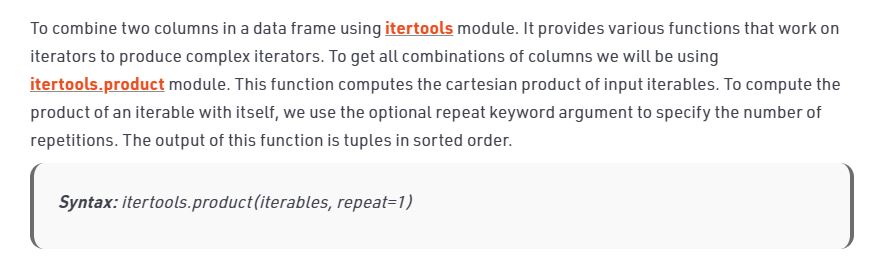 To combine two columns in a data frame using itertools module. It provides various functions that work on
iterators to produce complex iterators. To get all combinations of columns we will be using
itertools.product module. This function computes the cartesian product of input iterables. To compute the
product of an iterable with itself, we use the optional repeat keyword argument to specify the number of
repetitions. The output of this function is tuples in sorted order.
Syntax: itertools.product(iterables, repeat=1)